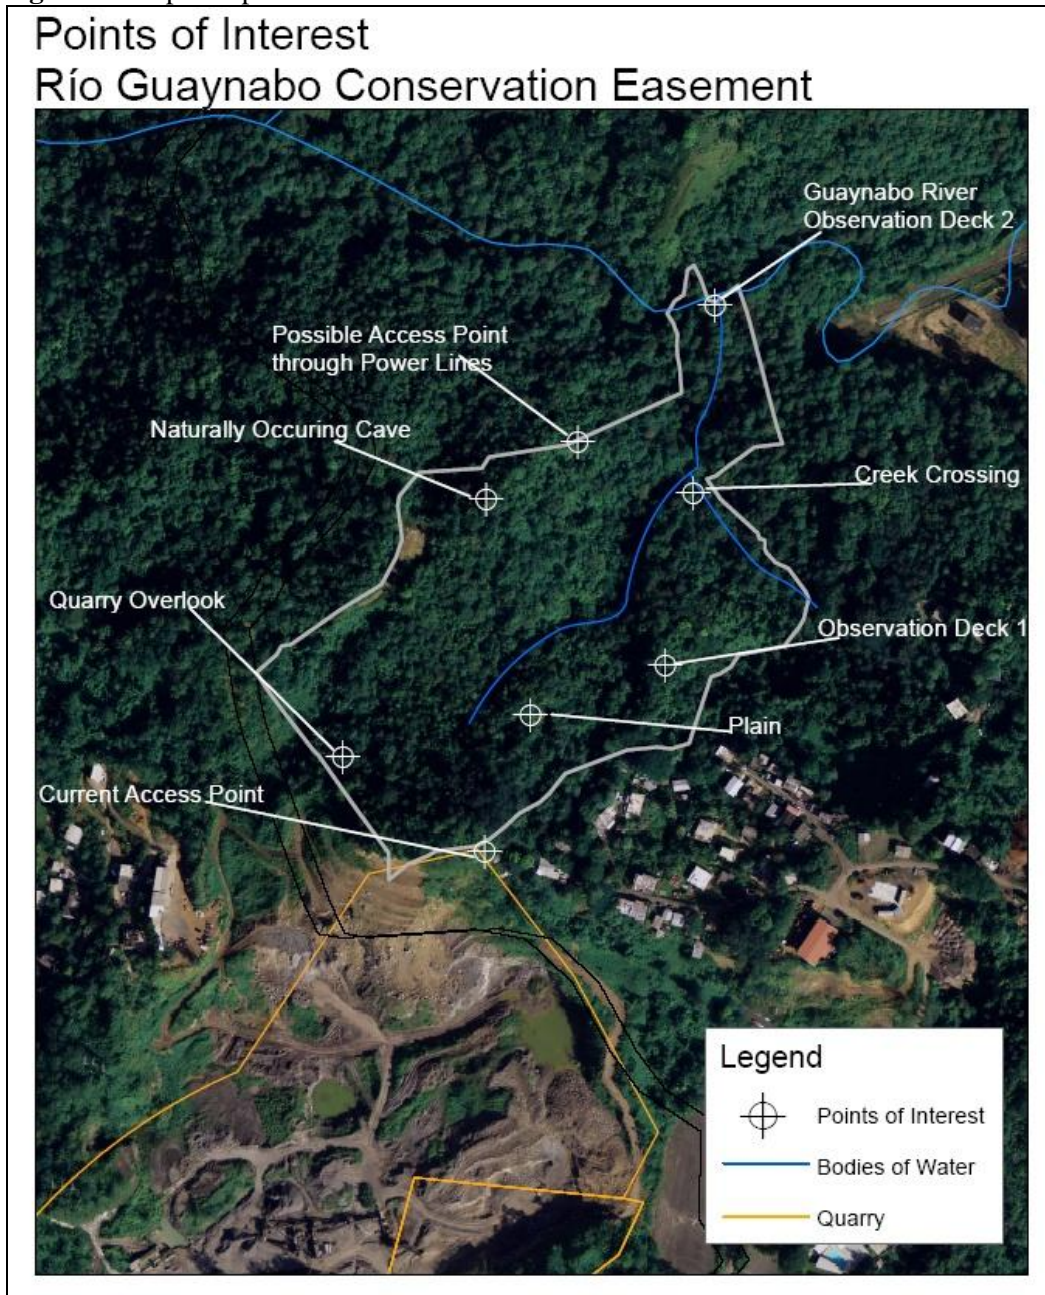 Points of Interest
Río Guaynabo Conservation Easement
Guaynabo River
Observation Deck 2
Possible Access Point
through Power Lines
Naturally Occuring Cave
Creek Crossing
Quarry Overlook
Observation Deck 1
Plain
Current Access Point
Legend
Points of Interest
Bodies of Water
Quarry